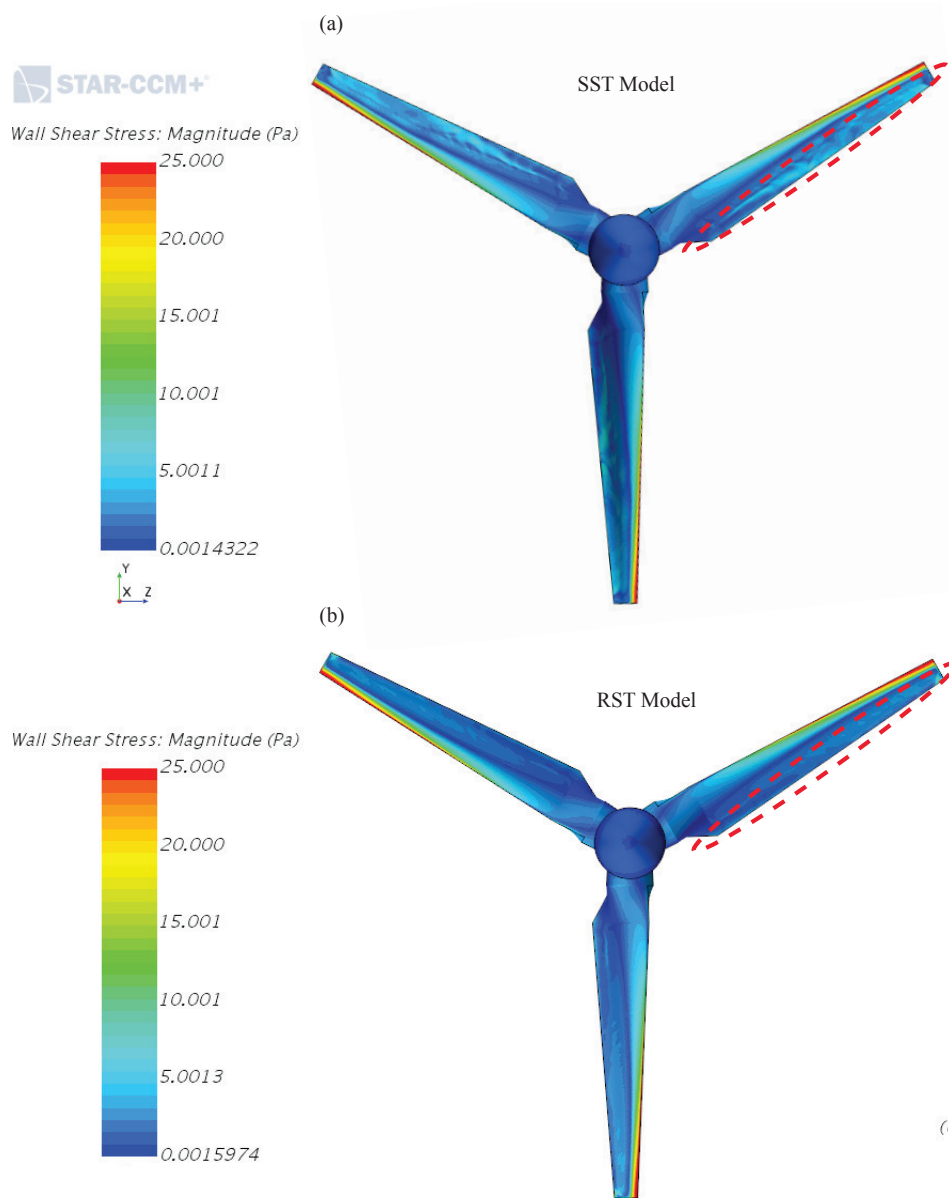 (a)
STAR-CCM+
SST Model
Wall Shear Stress: Magnitude (Pa)
25.000
20.000
15.001
10.001
5.0011
0.0014322
Y
X Z
(b)
RST Model
Wall Shear Stress: Magnitude (Pa)
25.000
20.000
15.001
10.001
5.0013
0.0015974